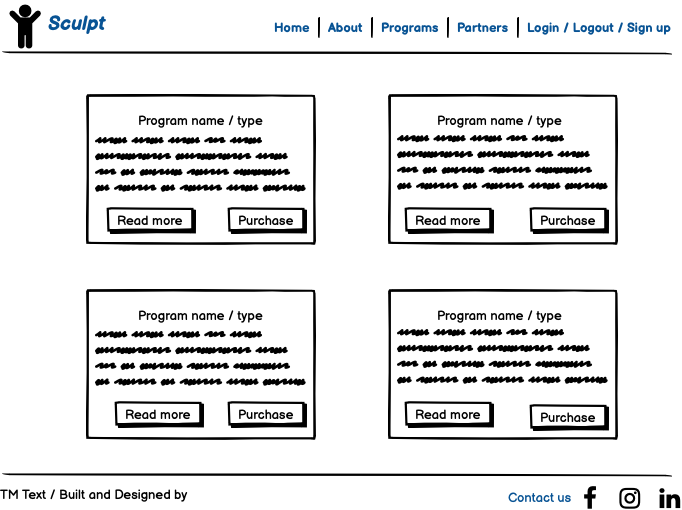 Sculpt
Home | About | Programs | Partners | Login / Logout / Sign up
Program name / type
Read more
Purchase
Program name / type
Read more
Purchase
Program name / type
Read more
Purchase
Program name / type
Read more
Purchase
TM Text / Built and Designed by
Contact us